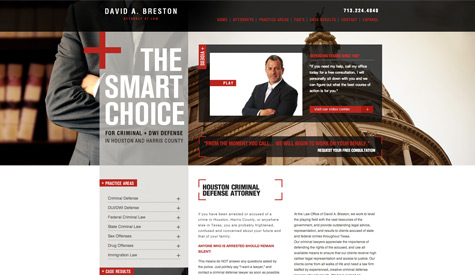 DAVID A. BRESTON
ATTORNEY AT LAW
713.224.4040
HOME | ATTORNEYS | PRACTICE AREAS | FAQ'S | CASE RESULTS | CONTACT | ESPANOL
+ VIDEOS
THE
SMART
CHOICE
FOR CRIMINAL + DWI DEFENSE
IN HOUSTON AND HARRIS COUNTY
PLAY
"If you need my help, call my office
today for a free consultation. I will
personally sit down with you and we
can figure out what the best course
of action is for you."
visit our video center
"FROM THE MOMENT YOU CALL... WE WILL BEGIN TO WORK ON YOUR BEHALF."
REQUEST YOUR FREE CONSULTATION
+ PRACTICE AREAS
Criminal Defense +
DUI/DWI Defense +
Federal Criminal Law +
State Criminal Law +
Sex Offenses +
Drug Offenses +
Immigration Law +
+ CASE RESULTS
HOUSTON CRIMINAL
DEFENSE ATTORNEY
If you have been arrested or accused of a
crime in Houston, Harris County, or anywhere
else in Texas, you are probably frightened,
confused and concerned about your future and
that of your family.
ANYONE WHO IS ARRESTED SHOULD REMAIN
SILENT
This means do NOT answer any questions asked by
the police. Just politely say "I want a lawyer," and
contact a criminal defense lawyer as soon as possible
At the Law Office of David A. Breston, we work to level
the playing field with the vast resources of the
government, and provide outstanding legal advice,
representation, and results to clients accused of state
and federal crimes throughout Texas.
Our criminal lawyers appreciate the importance of
defending the rights of the accused, and use all
available means to ensure that our clients receive high
caliber legal representation and access to justice. Our
clients come from all walks of life and need a law firm
staffed by experienced, creative criminal defense